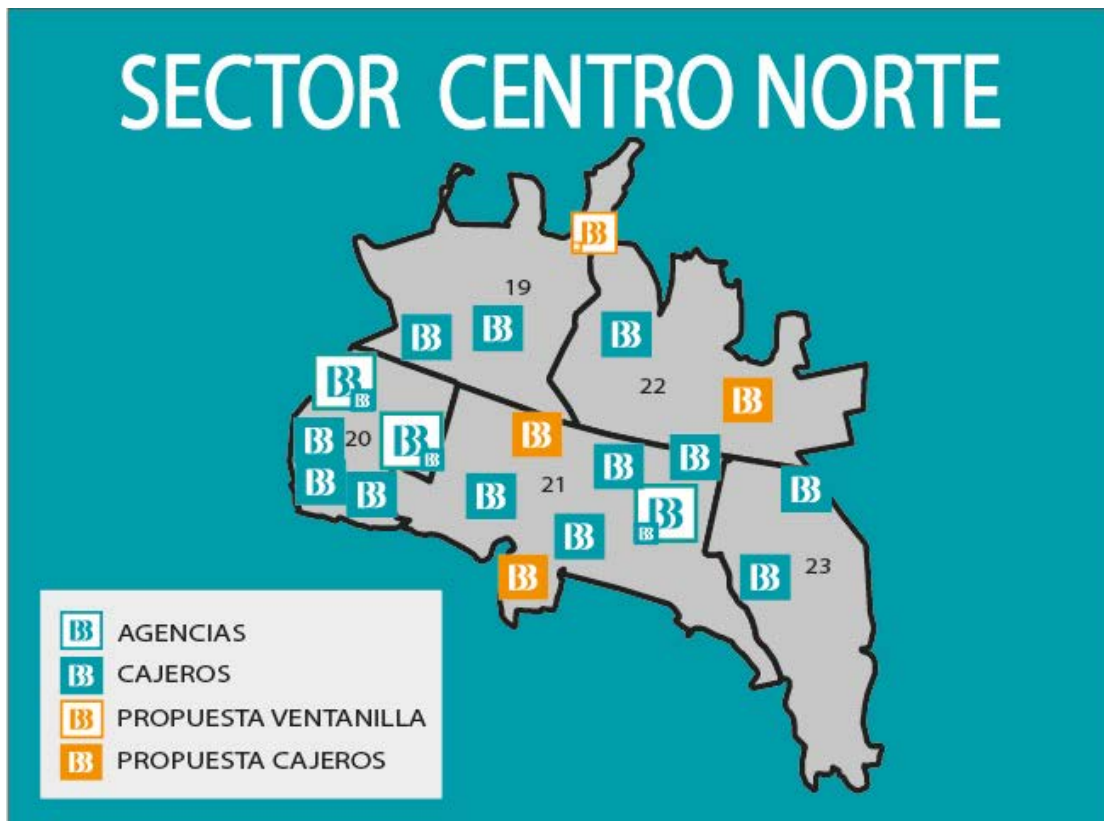 SECTOR CENTRO NORTE
19
22
20
21
23
AGENCIAS
CAJEROS
PROPUESTA VENTANILLA
PROPUESTA CAJEROS